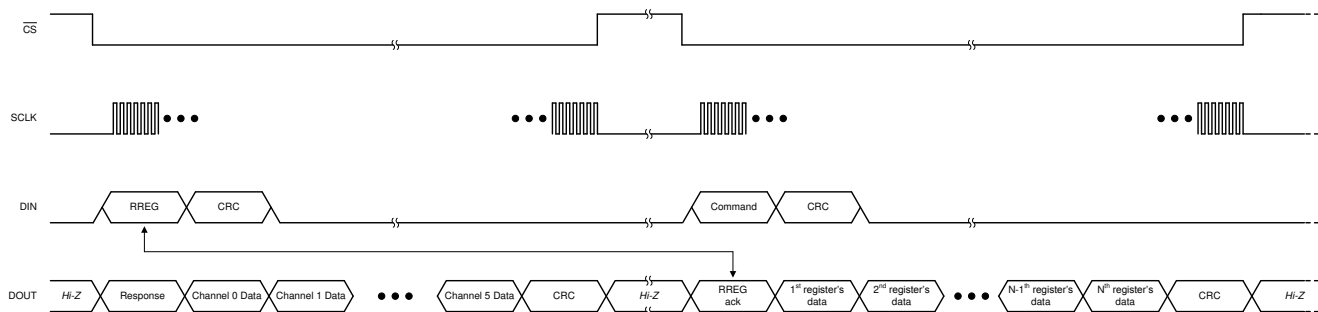 CS
SCLK
DIN
RREG
CRC
Command
CRC
DOUT
Hi-Z
Response
Channel 0 Data
Channel 1 Data
Channel 5 Data
CRC
Hi-Z
RREG
ack
1st register's
data
2nd register's
data
N-1th register's
data
Nth register's
data
CRC
Hi-Z